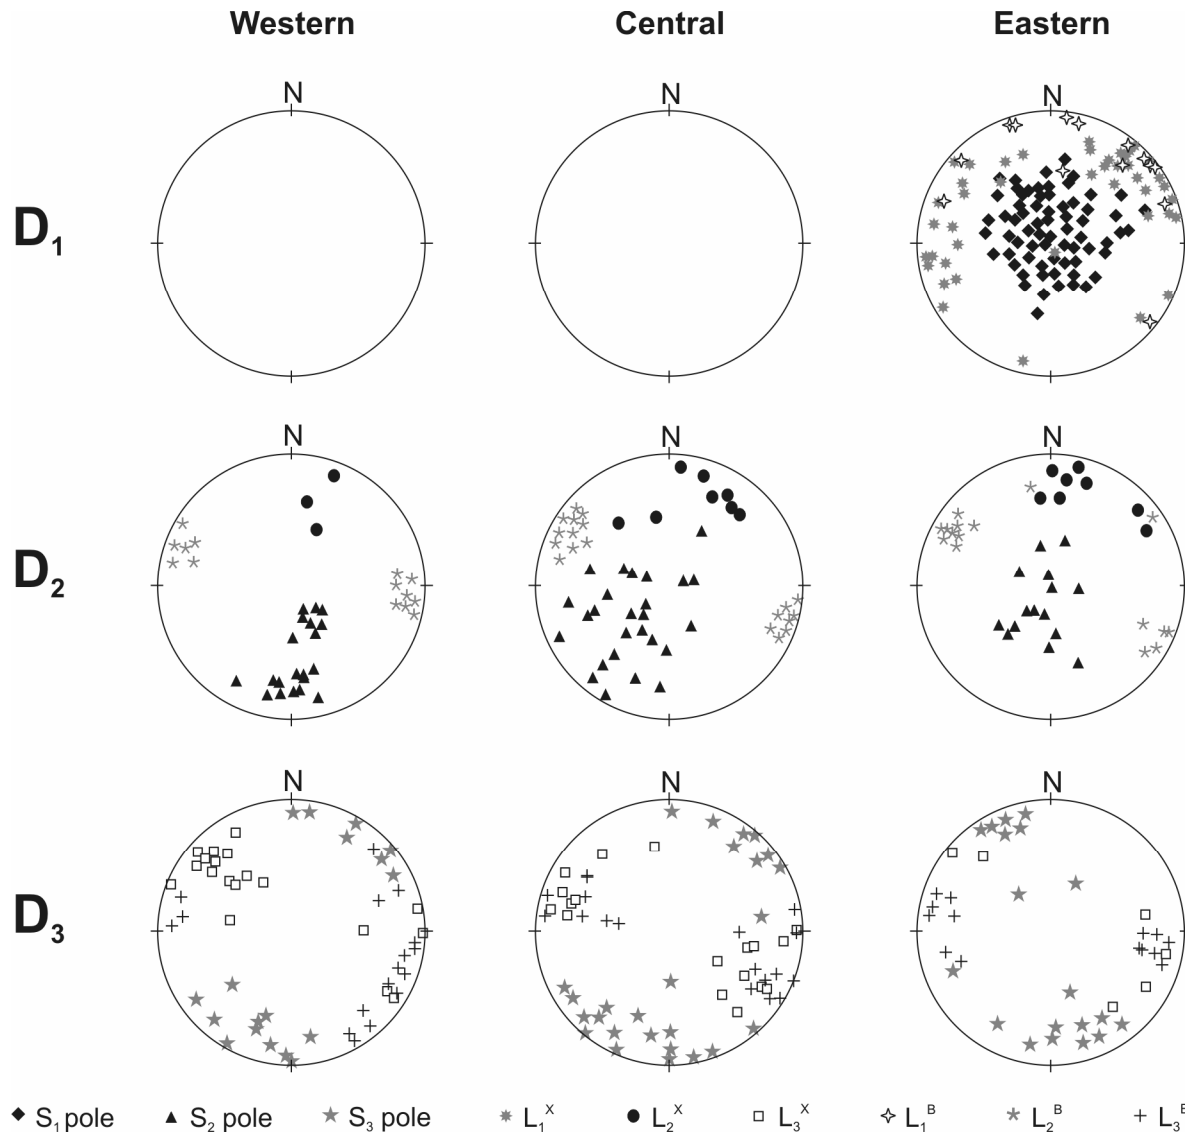 Western Central Eastern
N N N
D₁
N N N
D₂
N N N
D₃
S₁ pole S₂ pole S₃ pole L₁ˣ L₂ˣ L₃ˣ L₁ᴮ L₂ᴮ L₃ᴮ